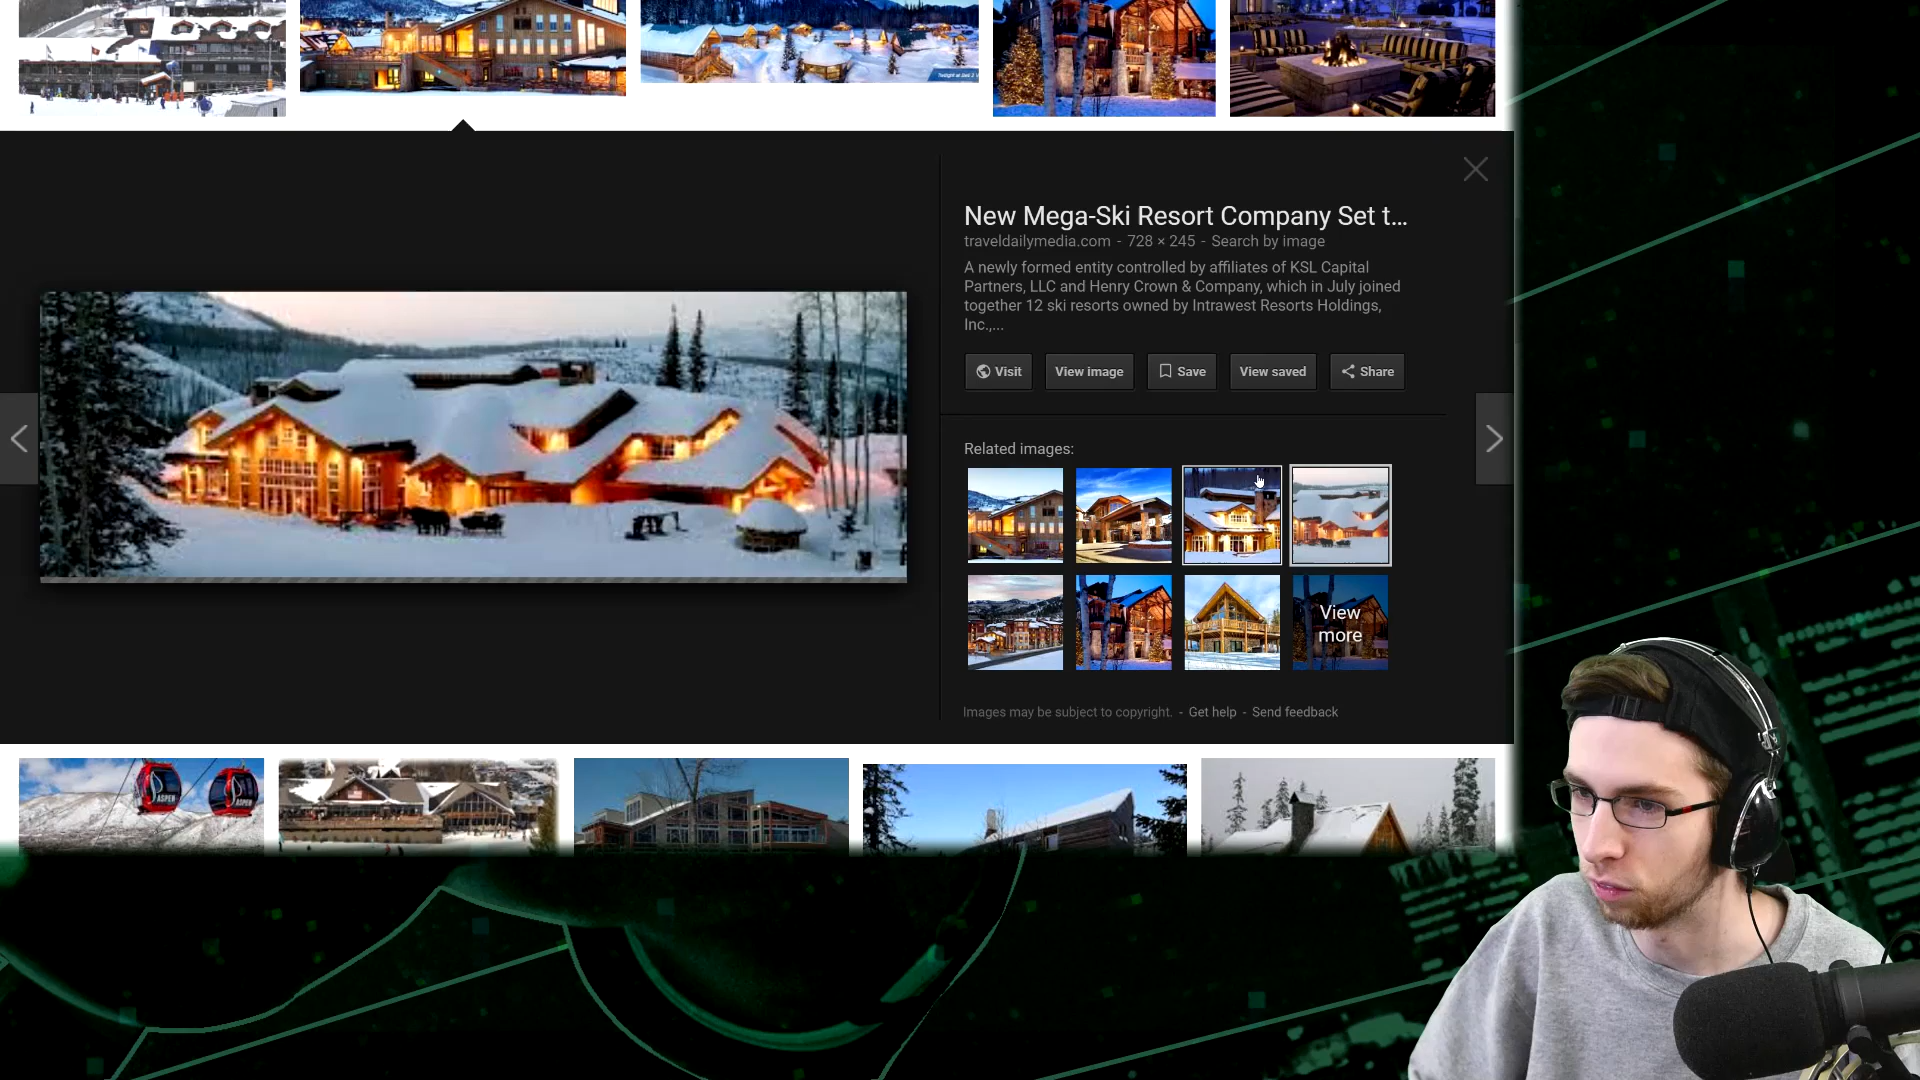 New Mega-Ski Resort Company Set t...
traveldailymedia.com - 728 × 245 - Search by image
A newly formed entity controlled by affiliates of KSL Capital
Partners, LLC and Henry Crown & Company, which in July joined
together 12 ski resorts owned by Intrawest Resorts Holdings,
Inc.,...
Visit View image Save View saved Share
Related images:
View
more
Images may be subject to copyright. - Get help - Send feedback
ASPEN ASPEN